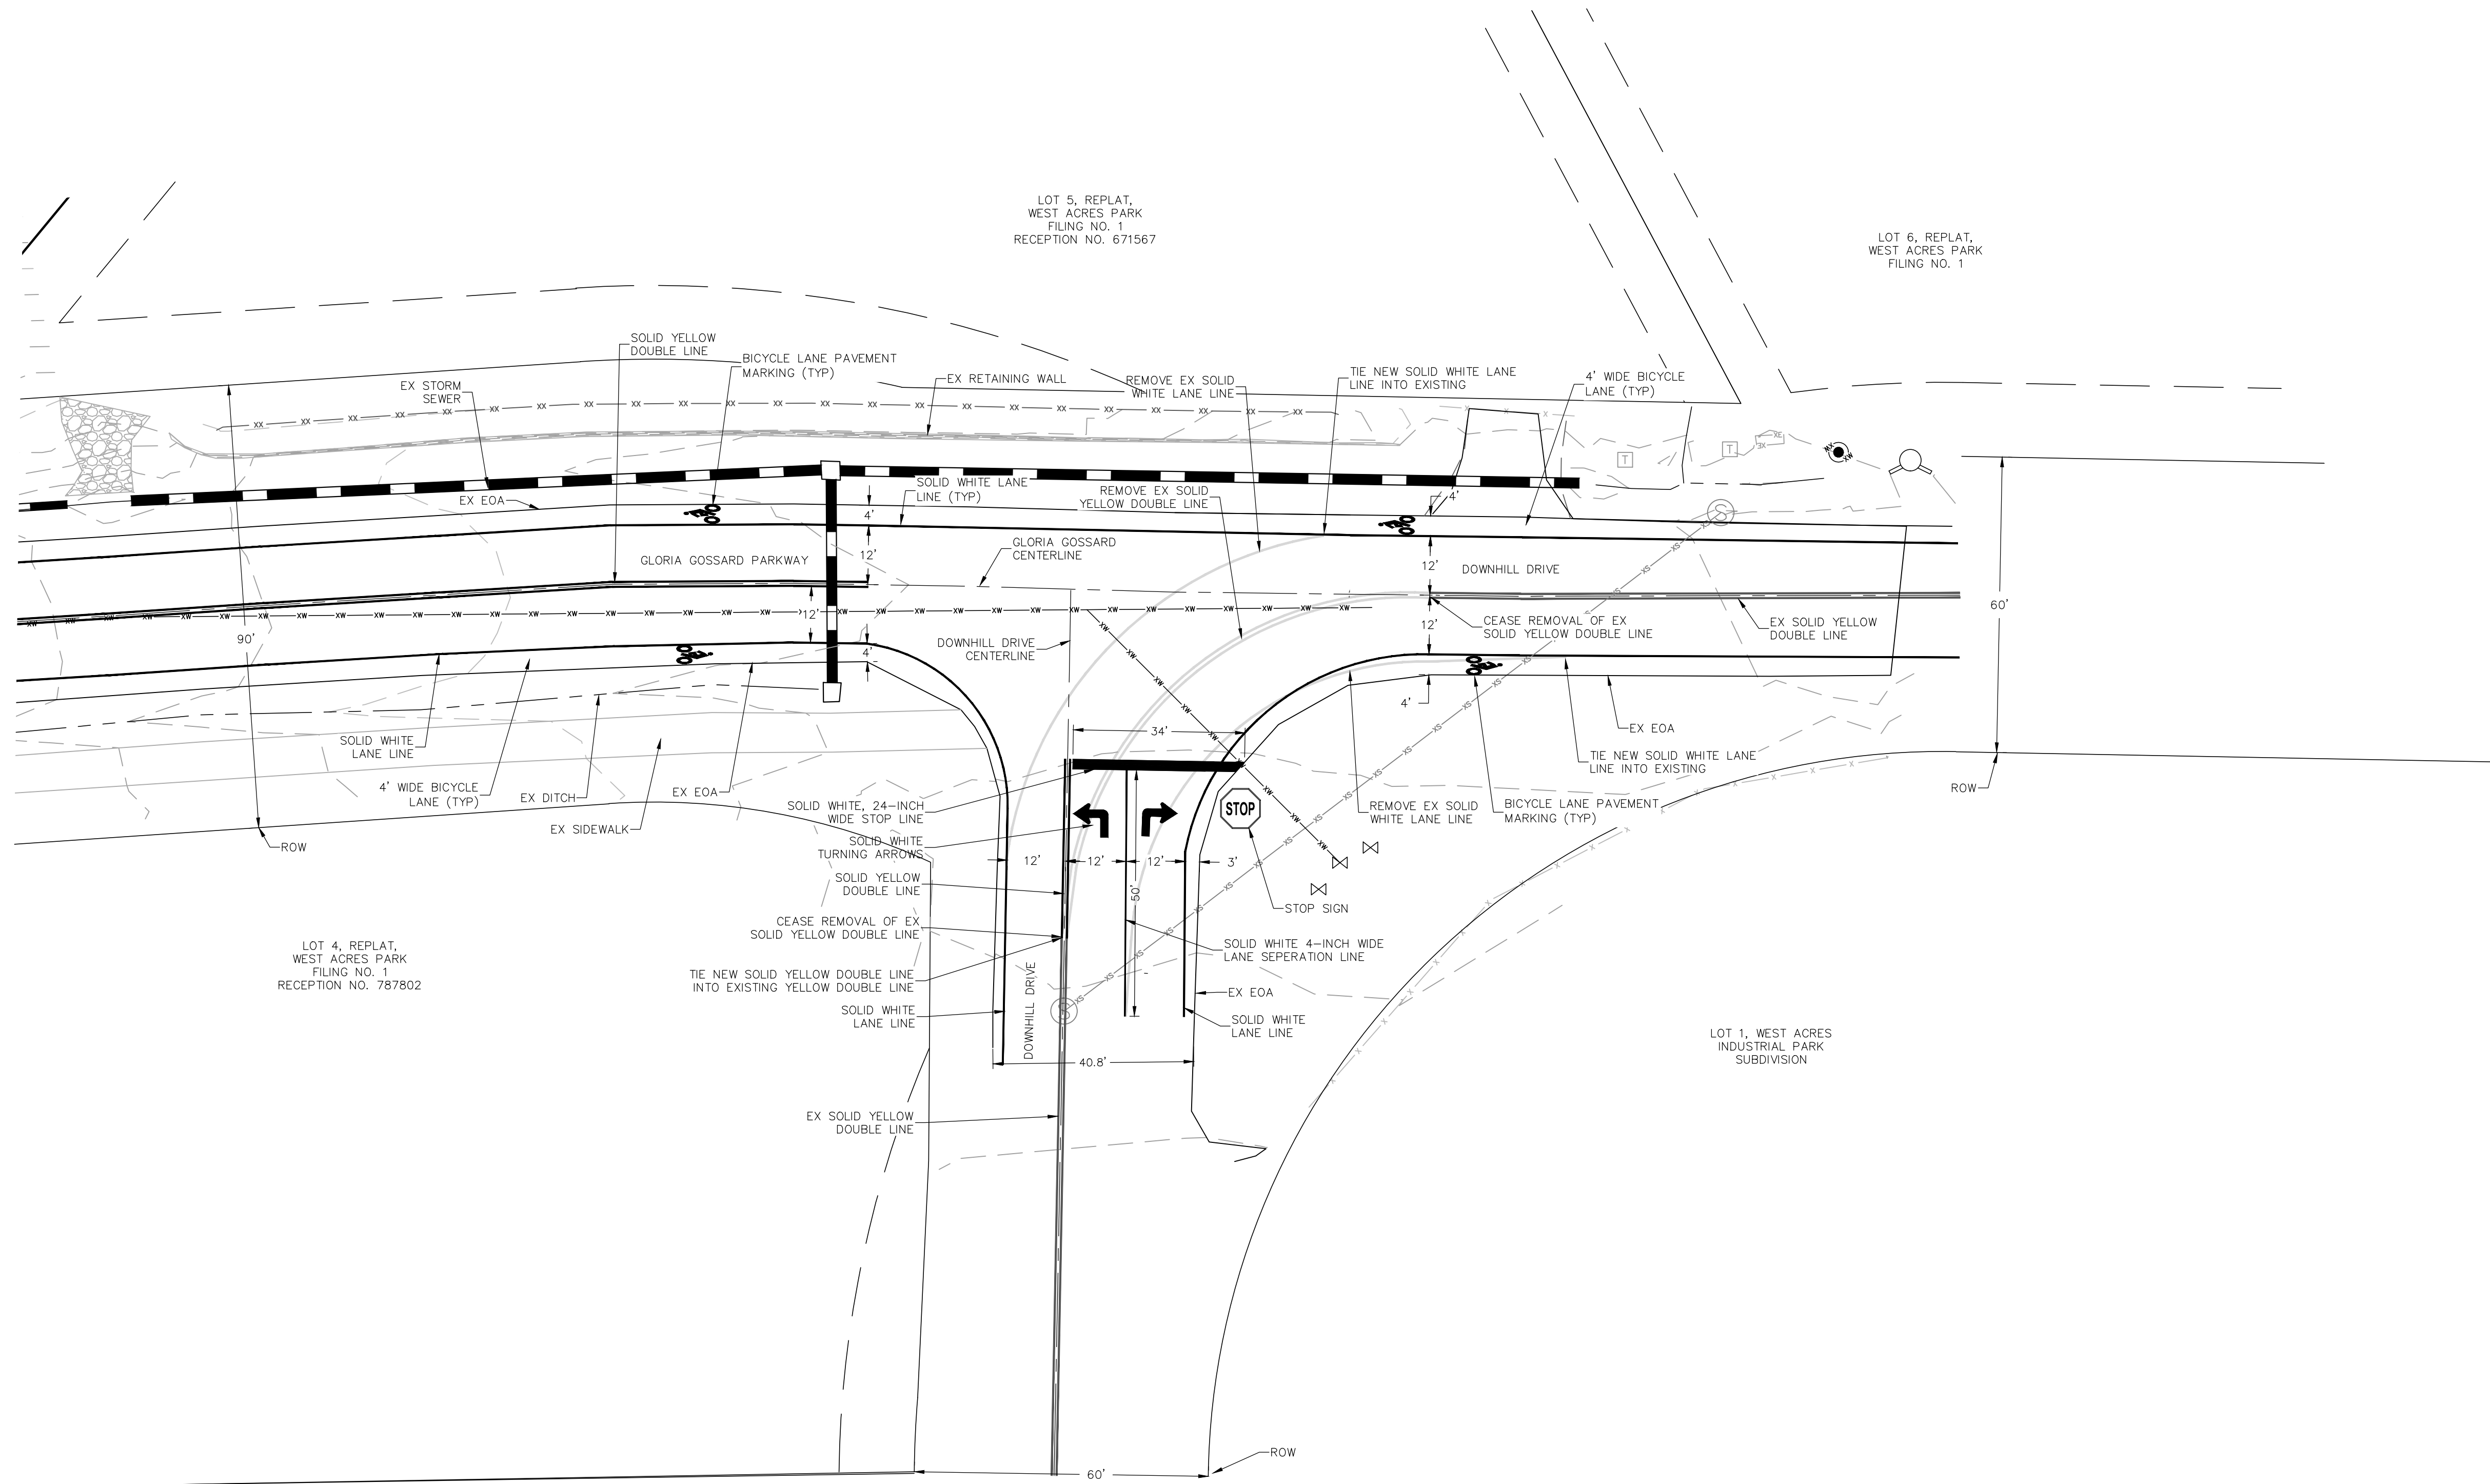 LOT 5, REPLAT,
WEST ACRES PARK
FILING NO. 1
RECEPTION NO. 671567
LOT 6, REPLAT,
WEST ACRES PARK
FILING NO. 1
SOLID YELLOW
DOUBLE LINE
BICYCLE LANE PAVEMENT
MARKING (TYP)
EX STORM
SEWER
EX RETAINING WALL
REMOVE EX SOLID
WHITE LANE LINE
TIE NEW SOLID WHITE LANE
LINE INTO EXISTING
4' WIDE BICYCLE
LANE (TYP)
EX EOA
SOLID WHITE LANE
LINE (TYP)
REMOVE EX SOLID
YELLOW DOUBLE LINE
4'
4'
12'
GLORIA GOSSARD PARKWAY
GLORIA GOSSARD
CENTERLINE
12'
DOWNHILL DRIVE
60'
12'
90'
4'
DOWNHILL DRIVE
CENTERLINE
12'
CEASE REMOVAL OF EX
SOLID YELLOW DOUBLE LINE
EX SOLID YELLOW
DOUBLE LINE
4'
34'
EX EOA
SOLID WHITE
LANE LINE
TIE NEW SOLID WHITE LANE
LINE INTO EXISTING
4' WIDE BICYCLE
LANE (TYP)
EX DITCH
EX EOA
EX SIDEWALK
ROW
SOLID WHITE, 24-INCH
WIDE STOP LINE
SOLID WHITE
TURNING ARROWS
STOP
REMOVE EX SOLID
WHITE LANE LINE
BICYCLE LANE PAVEMENT
MARKING (TYP)
ROW
12'
12'
12'
3'
50'
SOLID YELLOW
DOUBLE LINE
STOP SIGN
CEASE REMOVAL OF EX
SOLID YELLOW DOUBLE LINE
SOLID WHITE 4-INCH WIDE
LANE SEPERATION LINE
LOT 4, REPLAT,
WEST ACRES PARK
FILING NO. 1
RECEPTION NO. 787802
TIE NEW SOLID YELLOW DOUBLE LINE
INTO EXISTING YELLOW DOUBLE LINE
EX EOA
SOLID WHITE
LANE LINE
DOWNHILL DRIVE
SOLID WHITE
LANE LINE
LOT 1, WEST ACRES
INDUSTRIAL PARK
SUBDIVISION
40.8'
EX SOLID YELLOW
DOUBLE LINE
ROW
60'